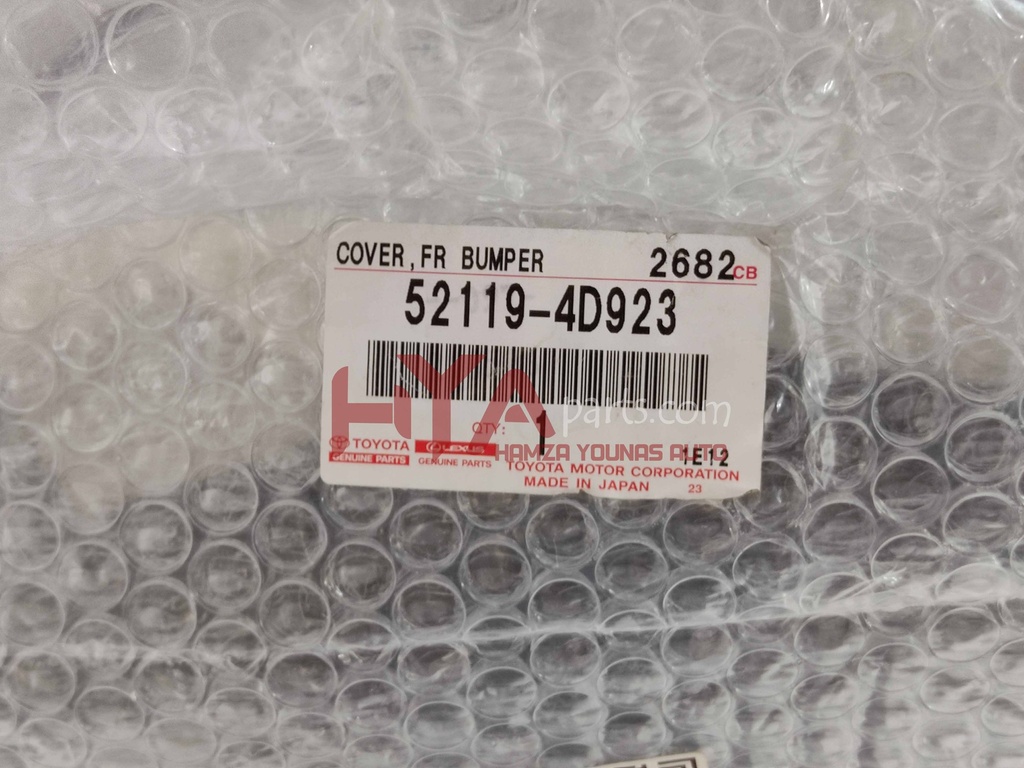 COVER, FR BUMPER 2682CB
52119-4D923
HYAparts.com
QTY: 1
HAMZA YOUNAS AUTO
TOYOTA LEXUS 1E12
GENUINE PARTS GENUINE PARTS TOYOTA MOTOR CORPORATION
MADE IN JAPAN 23